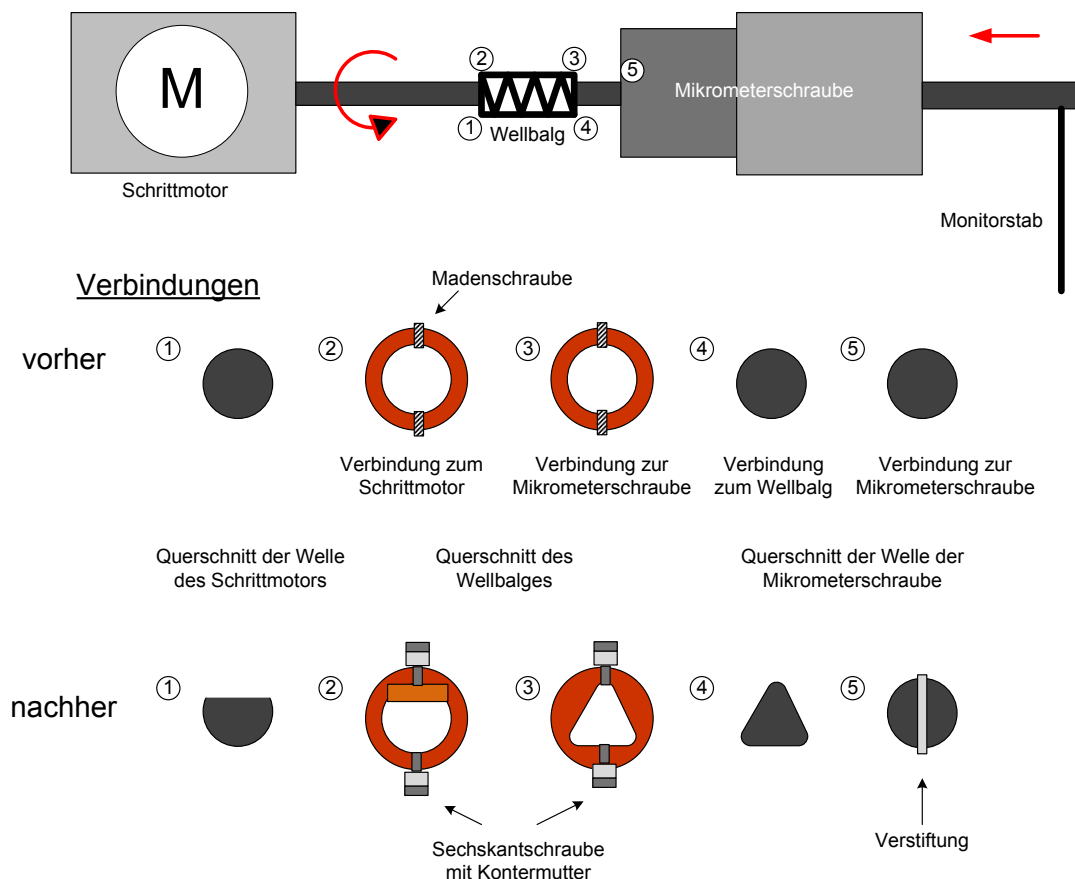 M
②
③
⑤
Mikrometerschraube
①
Wellbalg
④
Schrittmotor
Monitorstab
Verbindungen
Madenschraube
vorher
①
②
③
④
⑤
Verbindung zum
Schrittmotor
Verbindung zur
Mikrometerschraube
Verbindung
zum Wellbalg
Verbindung zur
Mikrometerschraube
Querschnitt der Welle
des Schrittmotors
Querschnitt des
Wellbalges
Querschnitt der Welle der
Mikrometerschraube
nachher
①
②
③
④
⑤
Sechskantschraube
mit Kontermutter
Verstiftung